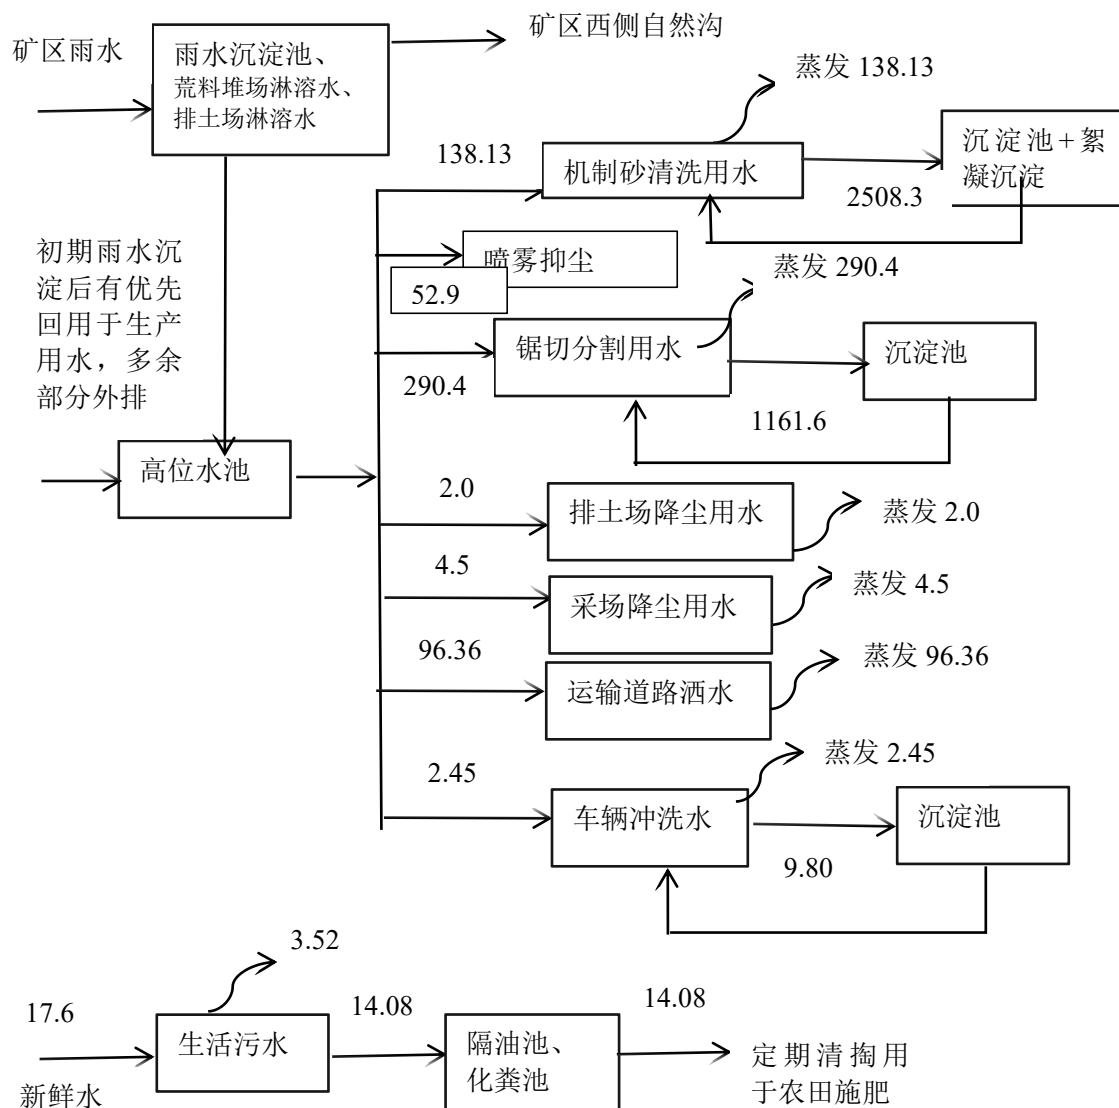 矿区雨水
雨水沉淀池、
荒料堆场淋溶水、
排土场淋溶水
矿区西侧自然沟
蒸发 138.13
138.13
机制砂清洗用水
2508.3
沉淀池+絮
凝沉淀
初期雨水沉
淀后有优先
回用于生产
用水，多余
部分外排
喷雾抑尘
52.9
蒸发 290.4
锯切分割用水
290.4
沉淀池
1161.6
高位水池
2.0
排土场降尘用水
蒸发 2.0
4.5
采场降尘用水
蒸发 4.5
96.36
运输道路洒水
蒸发 96.36
2.45
车辆冲洗水
蒸发 2.45
沉淀池
9.80
3.52
17.6
新鲜水
生活污水
14.08
隔油池、
化粪池
14.08
定期清掏用
于农田施肥